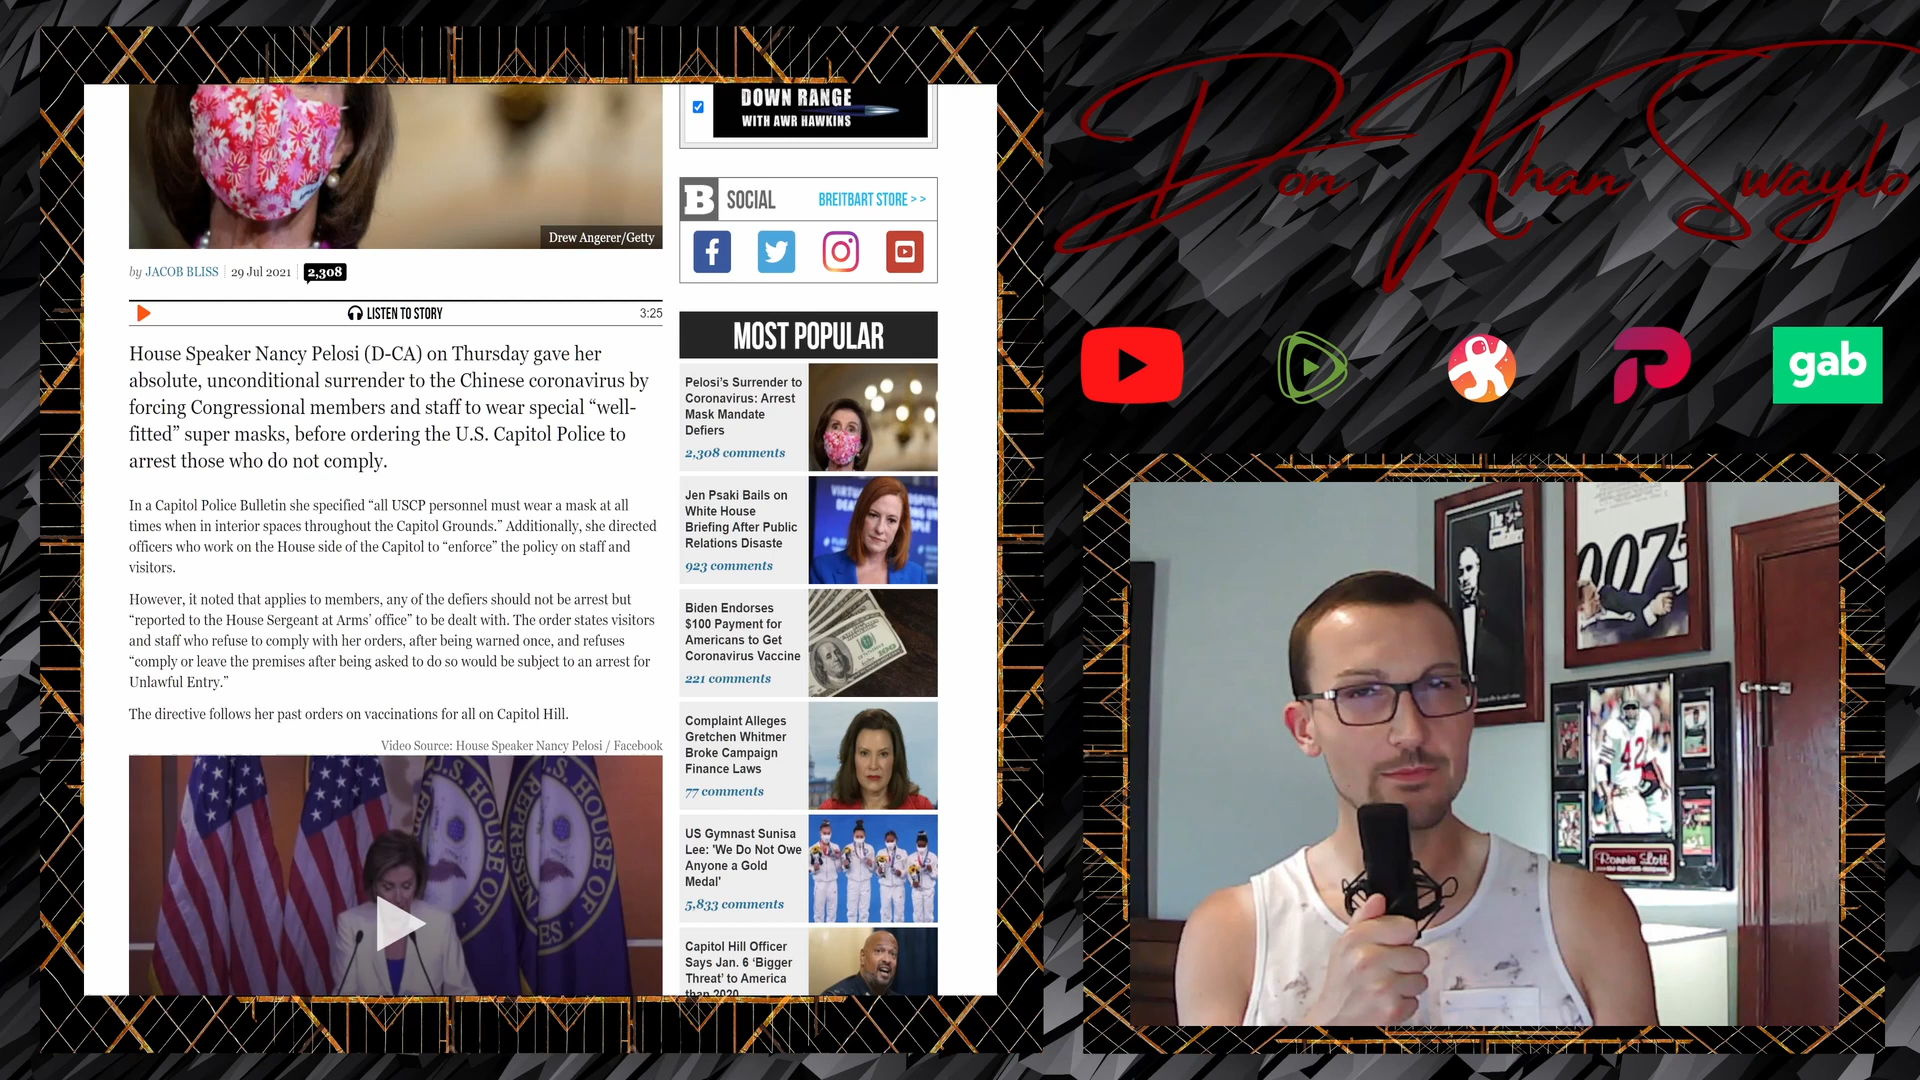 DOWN RANGE
WITH AWR HAWKINS
Drew Angerer/Getty
by JACOB BLISS 29 Jul 2021 2,308
LISTEN TO STORY 3:25
House Speaker Nancy Pelosi (D-CA) on Thursday gave her
absolute, unconditional surrender to the Chinese coronavirus by
forcing Congressional members and staff to wear special “well-
fitted” super masks, before ordering the U.S. Capitol Police to
arrest those who do not comply.
In a Capitol Police Bulletin she specified “all USCP personnel must wear a mask at all
times when in interior spaces throughout the Capitol Grounds.” Additionally, she directed
officers who work on the House side of the Capitol to “enforce” the policy on staff and
visitors.
However, it noted that applies to members, any of the defiers should not be arrest but
“reported to the House Sergeant at Arms’ office” to be dealt with. The order states visitors
and staff who refuse to comply with her orders, after being warned once, and refuses
“comply or leave the premises after being asked to do so would be subject to an arrest for
Unlawful Entry.”
The directive follows her past orders on vaccinations for all on Capitol Hill.
Video Source: House Speaker Nancy Pelosi / Facebook
B SOCIAL BREITBART STORE > >
MOST POPULAR
Pelosi’s Surrender to
Coronavirus: Arrest
Mask Mandate
Defiers
2,308 comments
Jen Psaki Bails on
White House
Briefing After Public
Relations Disaste
923 comments
Biden Endorses
$100 Payment for
Americans to Get
Coronavirus Vaccine
221 comments
Complaint Alleges
Gretchen Whitmer
Broke Campaign
Finance Laws
77 comments
US Gymnast Sunisa
Lee: 'We Do Not Owe
Anyone a Gold
Medal'
5,833 comments
Capitol Hill Officer
Says Jan. 6 ‘Bigger
Threat’ to America
than 2020
Don Khan Swaylo
gab
007
42
Ronnie Lott